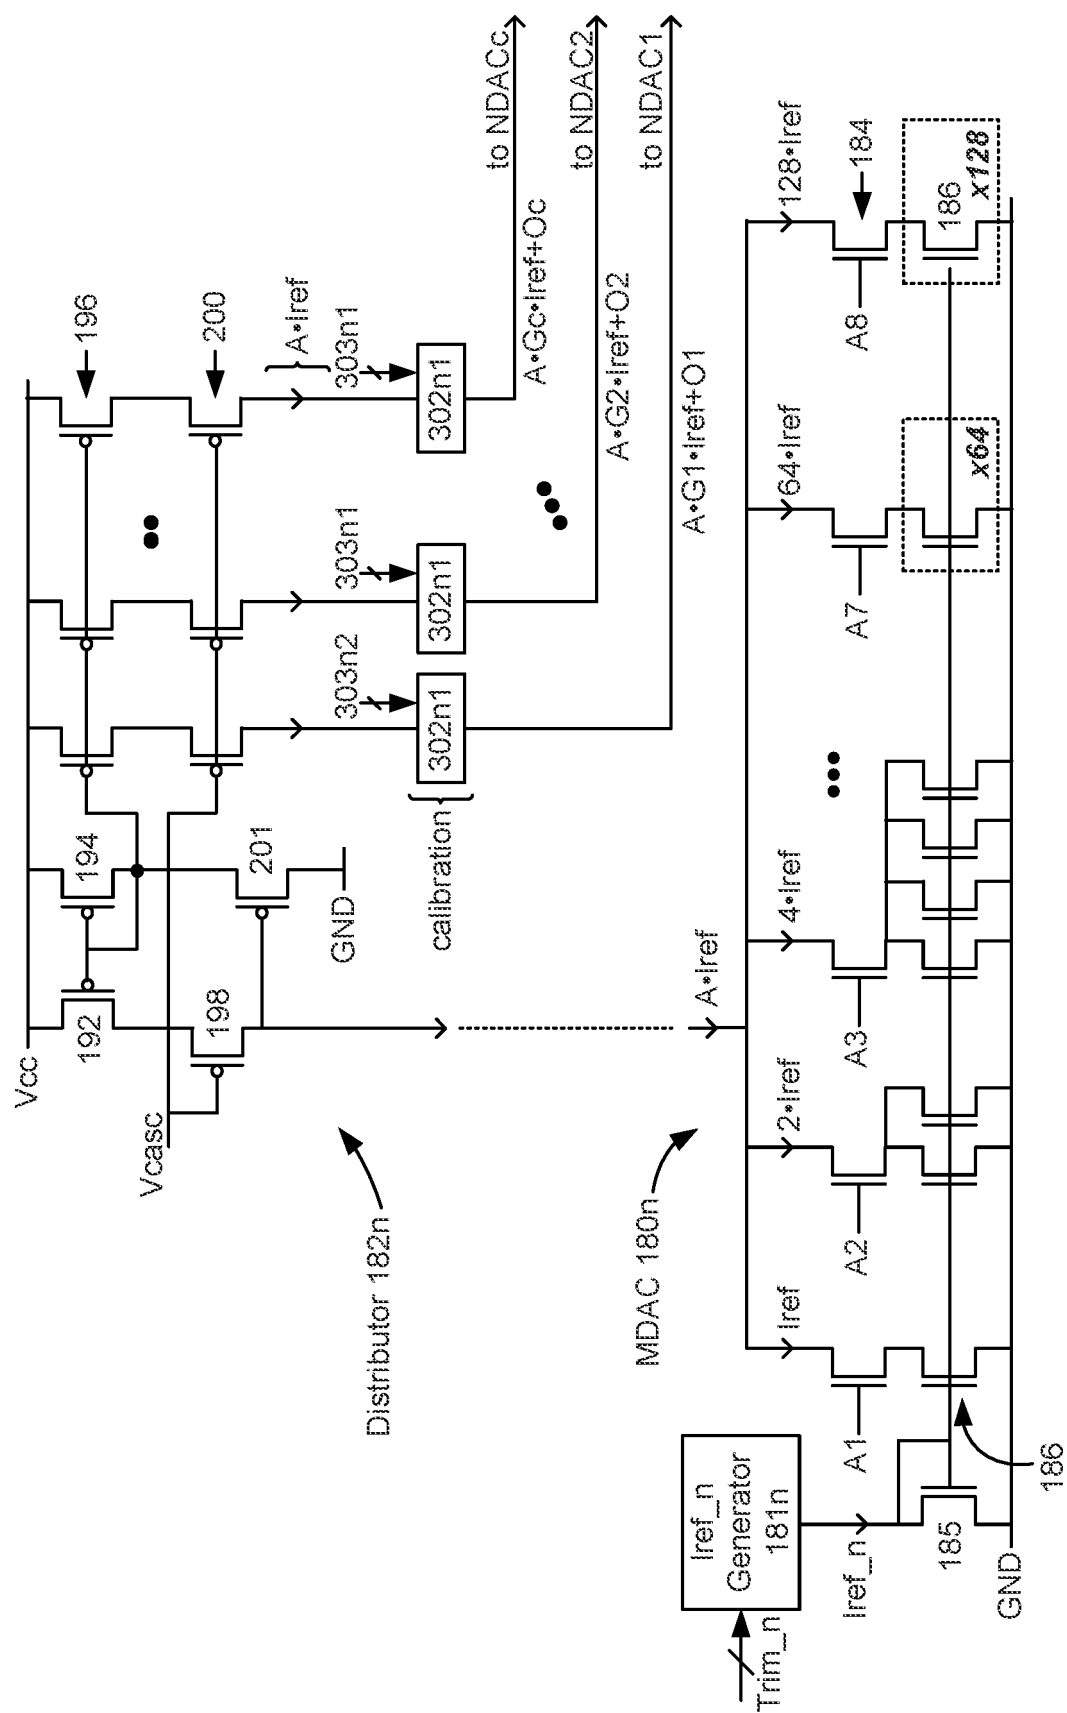 Vcc
192
194
196
200
198
201
Vcasc
GND
A•Iref
303n2
303n1
303n1
302n1
302n1
302n1
calibration
to NDACc
to NDAC2
to NDAC1
A•Gc•Iref+Oc
A•G2•Iref+O2
A•G1•Iref+O1
Distributor 182n
MDAC 180n
A•Iref
Iref
2•Iref
4•Iref
64•Iref
128•Iref
184
A1
A2
A3
A7
A8
x64
186
x128
Trim_n
Iref_n
Generator
181n
Iref_n
185
186
GND